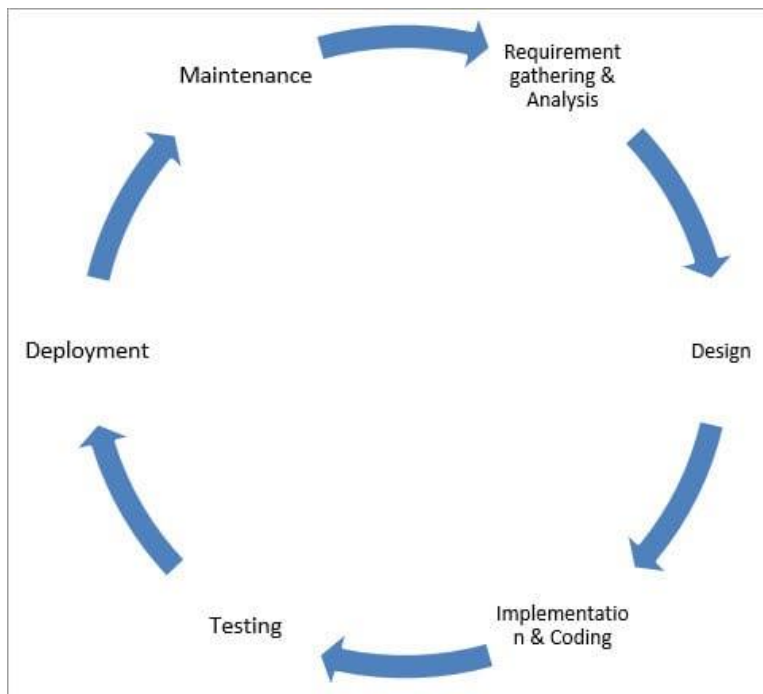 Maintenance
Requirement
gathering &
Analysis
Design
Implementatio
n & Coding
Testing
Deployment